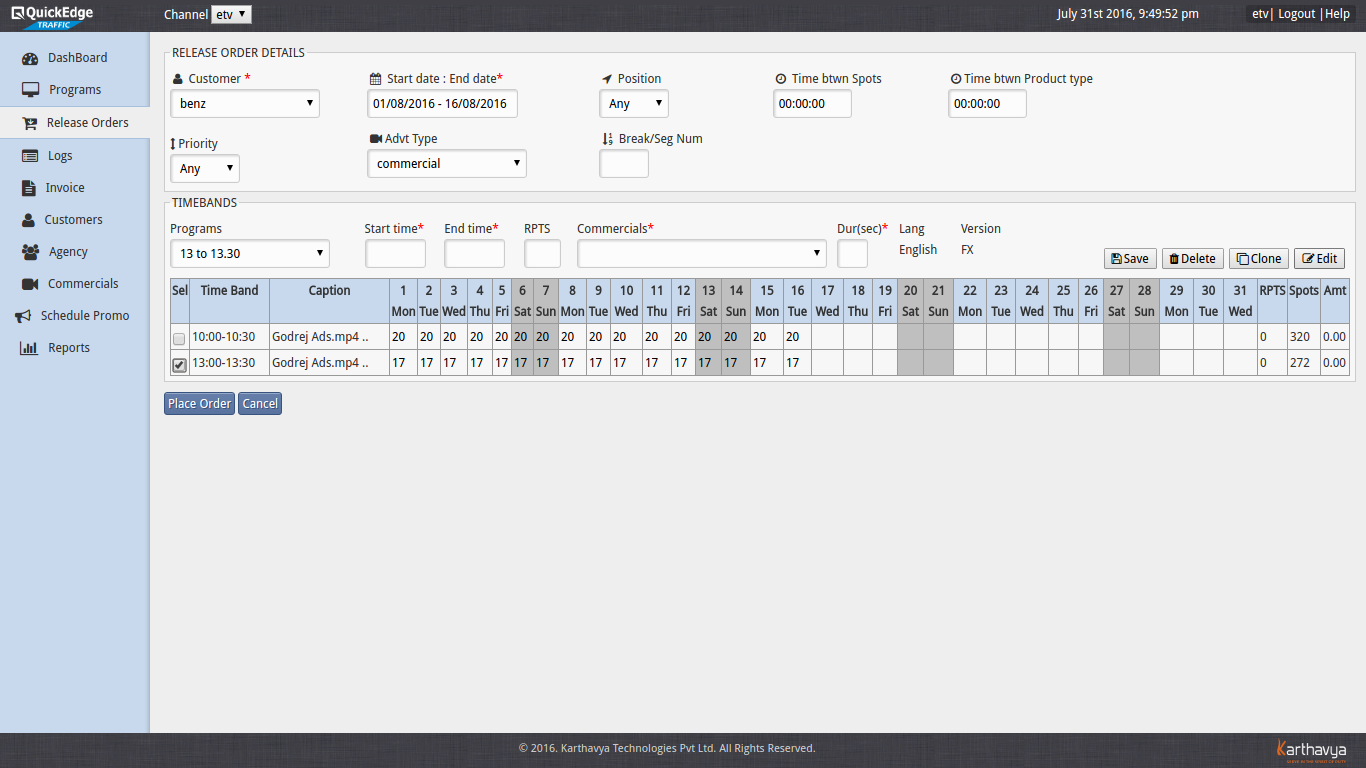 QuickEdge
TRAFFIC
Channel etv July 31st 2016, 9:49:52 pm etv| Logout |Help
DashBoard
Programs
Release Orders
Logs
Invoice
Customers
Agency
Commercials
Schedule Promo
Reports
RELEASE ORDER DETAILS
Customer * Start date : End date* Position Time btwn Spots Time btwn Product type
benz 01/08/2016 - 16/08/2016 Any 00:00:00 00:00:00
Priority Advt Type Break/Seg Num
Any commercial
TIMEBANDS
Programs Start time* End time* RPTS Commercials* Dur(sec)* Lang Version
13 to 13.30 English FX
Save Delete Clone Edit
Sel Time Band Caption 1 2 3 4 5 6 7 8 9 10 11 12 13 14 15 16 17 18 19 20 21 22 23 24 25 26 27 28 29 30 31 RPTS Spots Amt
Mon Tue Wed Thu Fri Sat Sun Mon Tue Wed Thu Fri Sat Sun Mon Tue Wed Thu Fri Sat Sun Mon Tue Wed Thu Fri Sat Sun Mon Tue Wed
10:00-10:30 Godrej Ads.mp4 .. 20 20 20 20 20 20 20 20 20 20 20 20 20 20 20 20 0 320 0.00
13:00-13:30 Godrej Ads.mp4 .. 17 17 17 17 17 17 17 17 17 17 17 17 17 17 17 17 0 272 0.00
Place Order Cancel
© 2016. Karthavya Technologies Pvt Ltd. All Rights Reserved.
Karthavya